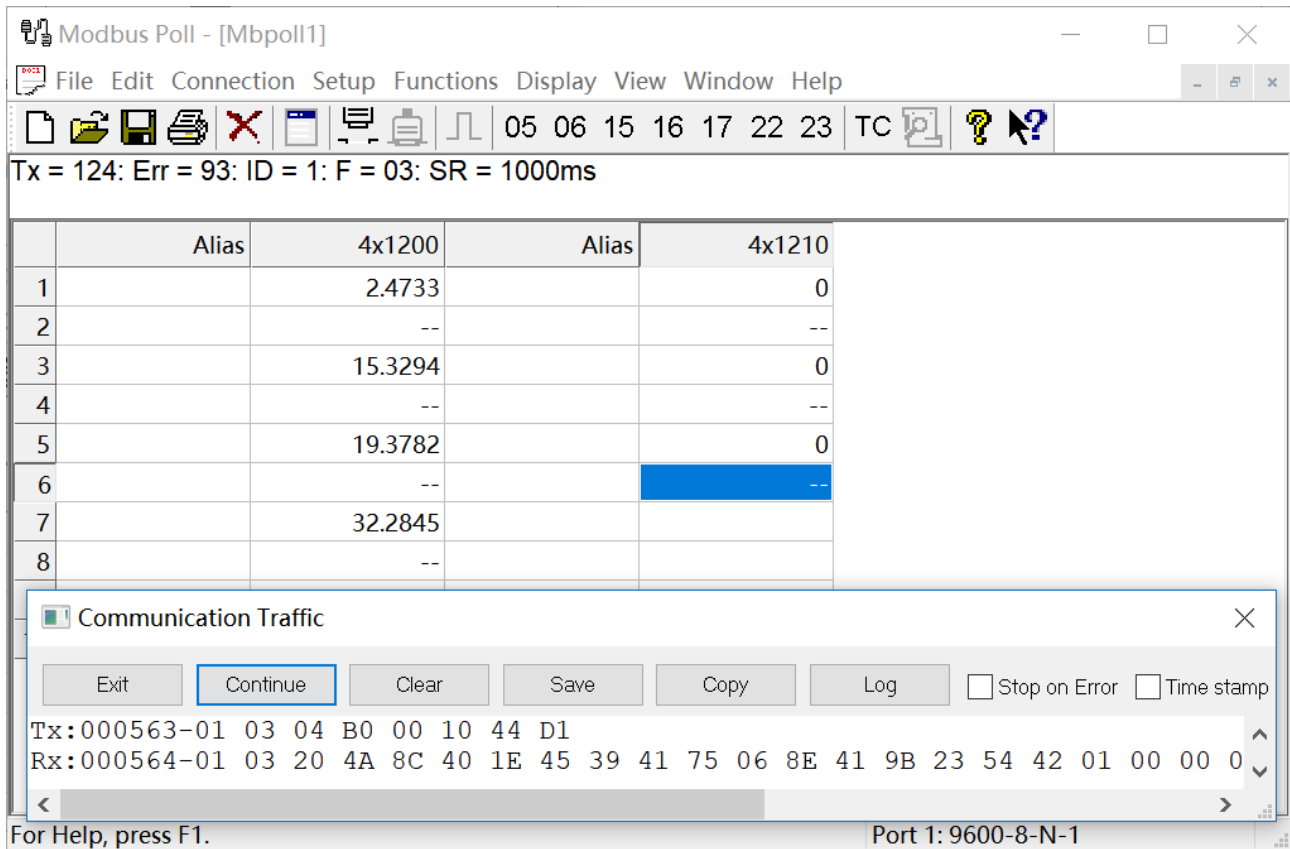 Modbus Poll - [Mbpoll1]
File Edit Connection Setup Functions Display View Window Help
05 06 15 16 17 22 23 TC
Tx = 124: Err = 93: ID = 1: F = 03: SR = 1000ms
Alias 4x1200 Alias 4x1210
1 2.4733 0
2 -- --
3 15.3294 0
4 -- --
5 19.3782 0
6 -- --
7 32.2845
8 --
Communication Traffic
Exit Continue Clear Save Copy Log Stop on Error Time stamp
Tx:000563-01 03 04 B0 00 10 44 D1
Rx:000564-01 03 20 4A 8C 40 1E 45 39 41 75 06 8E 41 9B 23 54 42 01 00 00 0
For Help, press F1. Port 1: 9600-8-N-1